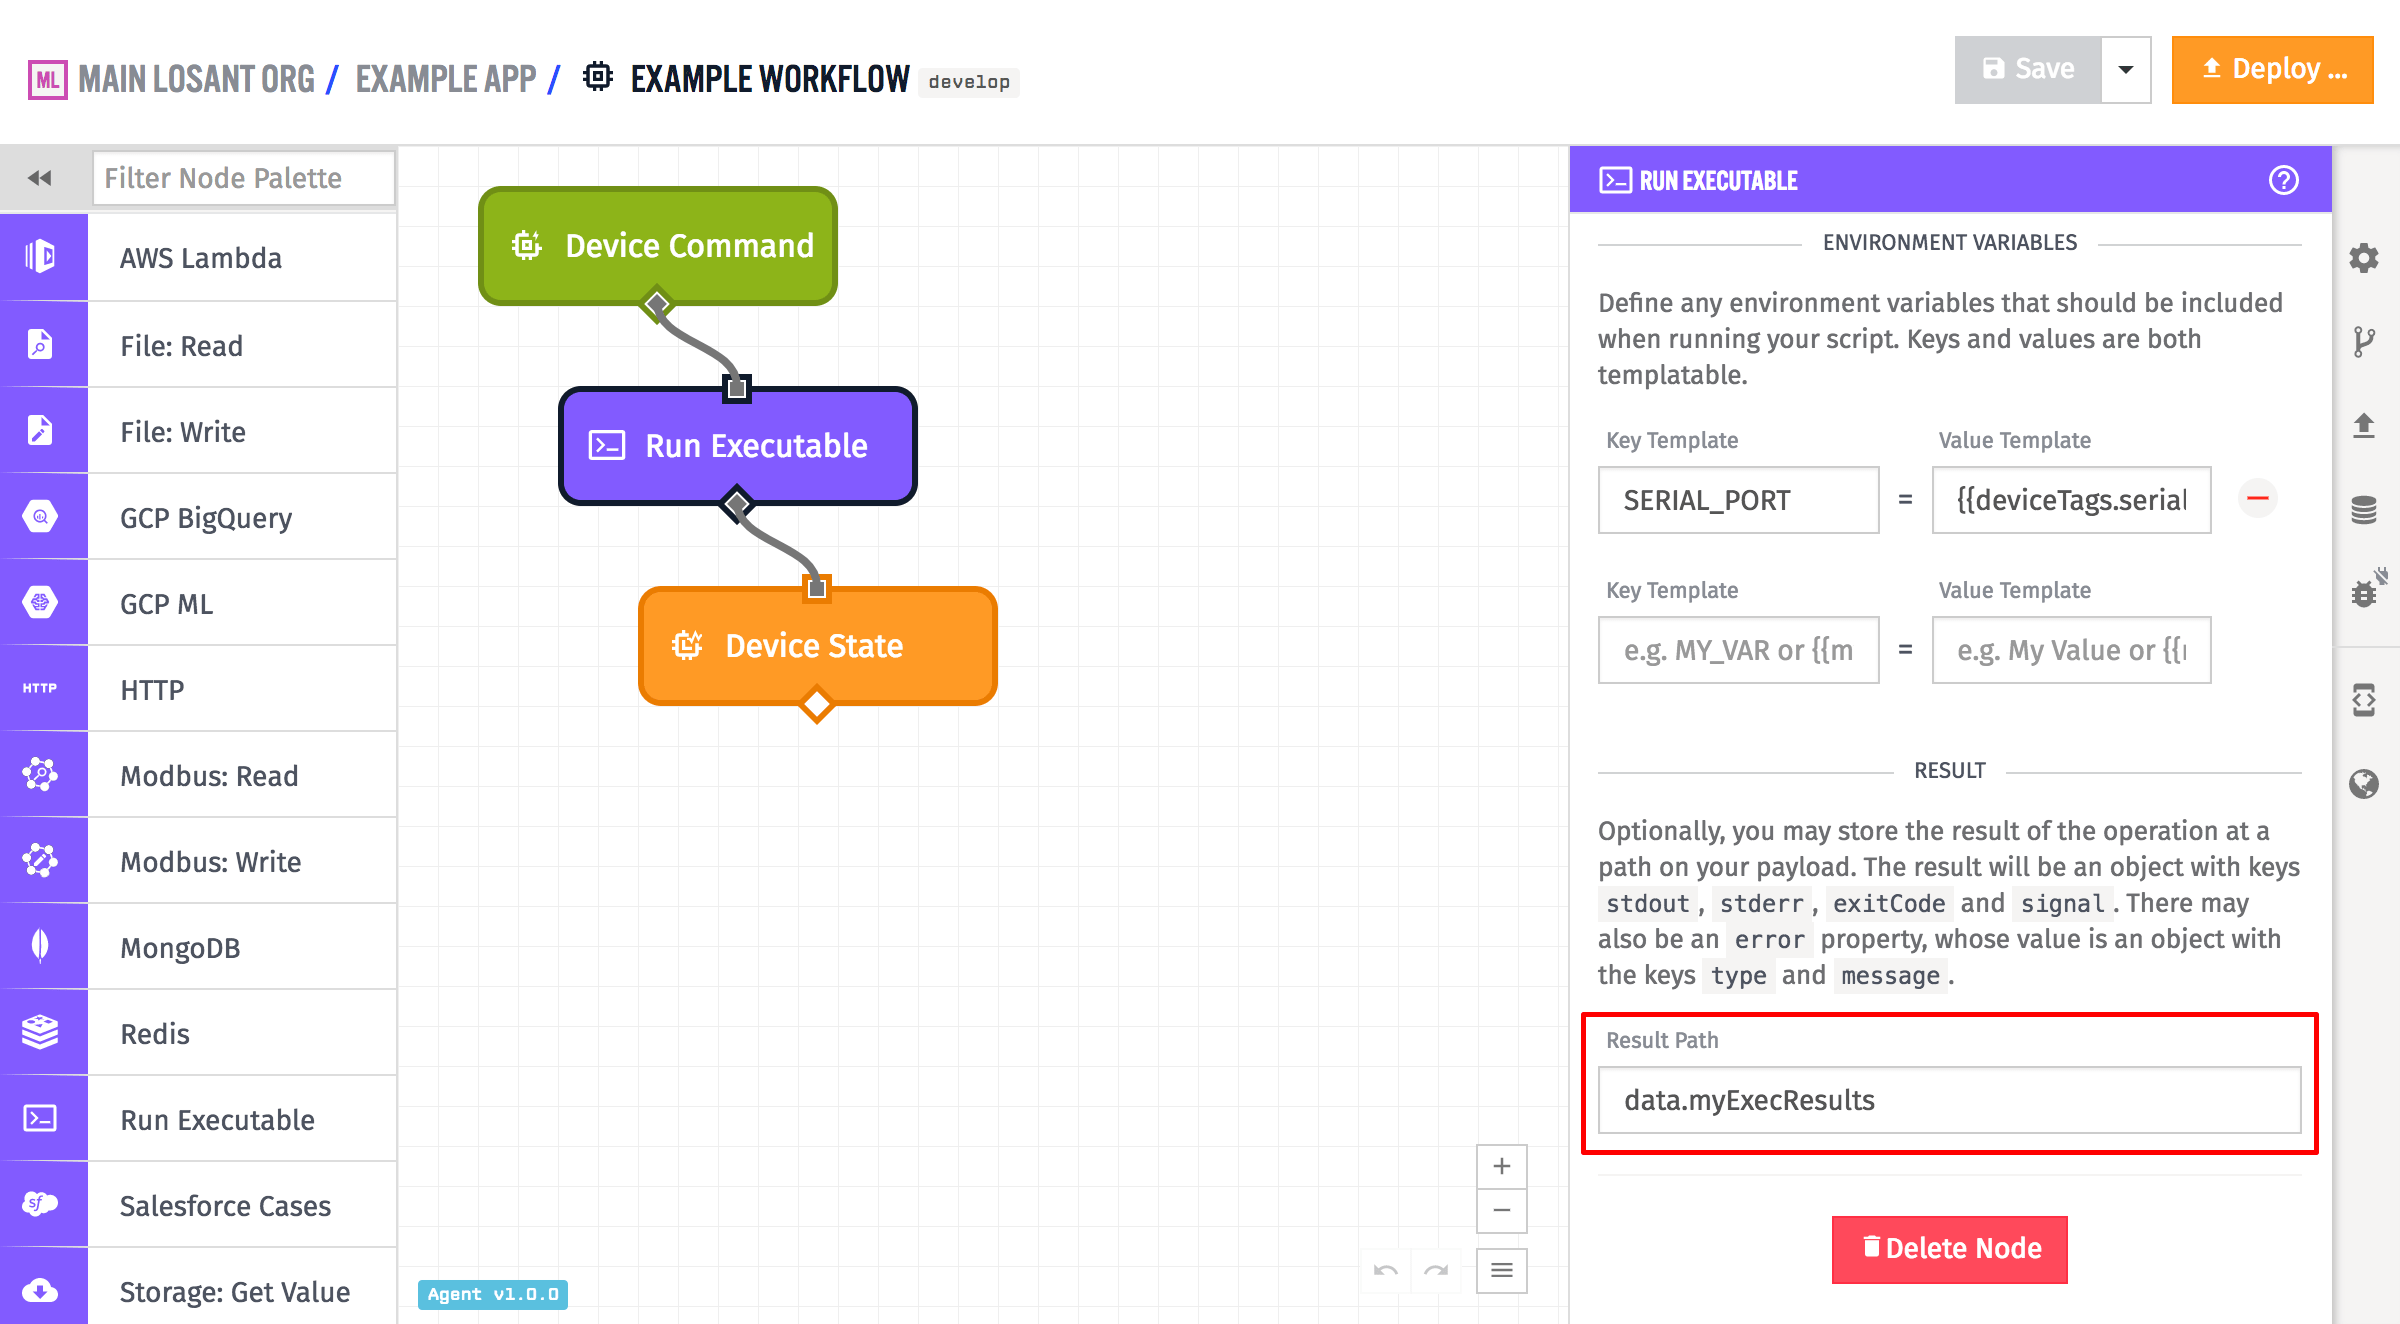 ML MAIN LOSANT ORG / EXAMPLE APP / EXAMPLE WORKFLOW develop
Save
Deploy ...
Filter Node Palette
AWS Lambda
File: Read
File: Write
GCP BigQuery
GCP ML
HTTP HTTP
Modbus: Read
Modbus: Write
MongoDB
Redis
Run Executable
sf Salesforce Cases
Storage: Get Value
Device Command
Run Executable
Device State
Agent v1.0.0
RUN EXECUTABLE
ENVIRONMENT VARIABLES
Define any environment variables that should be included
when running your script. Keys and values are both
templatable.
Key Template Value Template
SERIAL_PORT = {{deviceTags.serial
Key Template Value Template
e.g. MY_VAR or {{m = e.g. My Value or {{
RESULT
Optionally, you may store the result of the operation at a
path on your payload. The result will be an object with keys
stdout, stderr, exitCode and signal. There may
also be an error property, whose value is an object with
the keys type and message.
Result Path
data.myExecResults
Delete Node